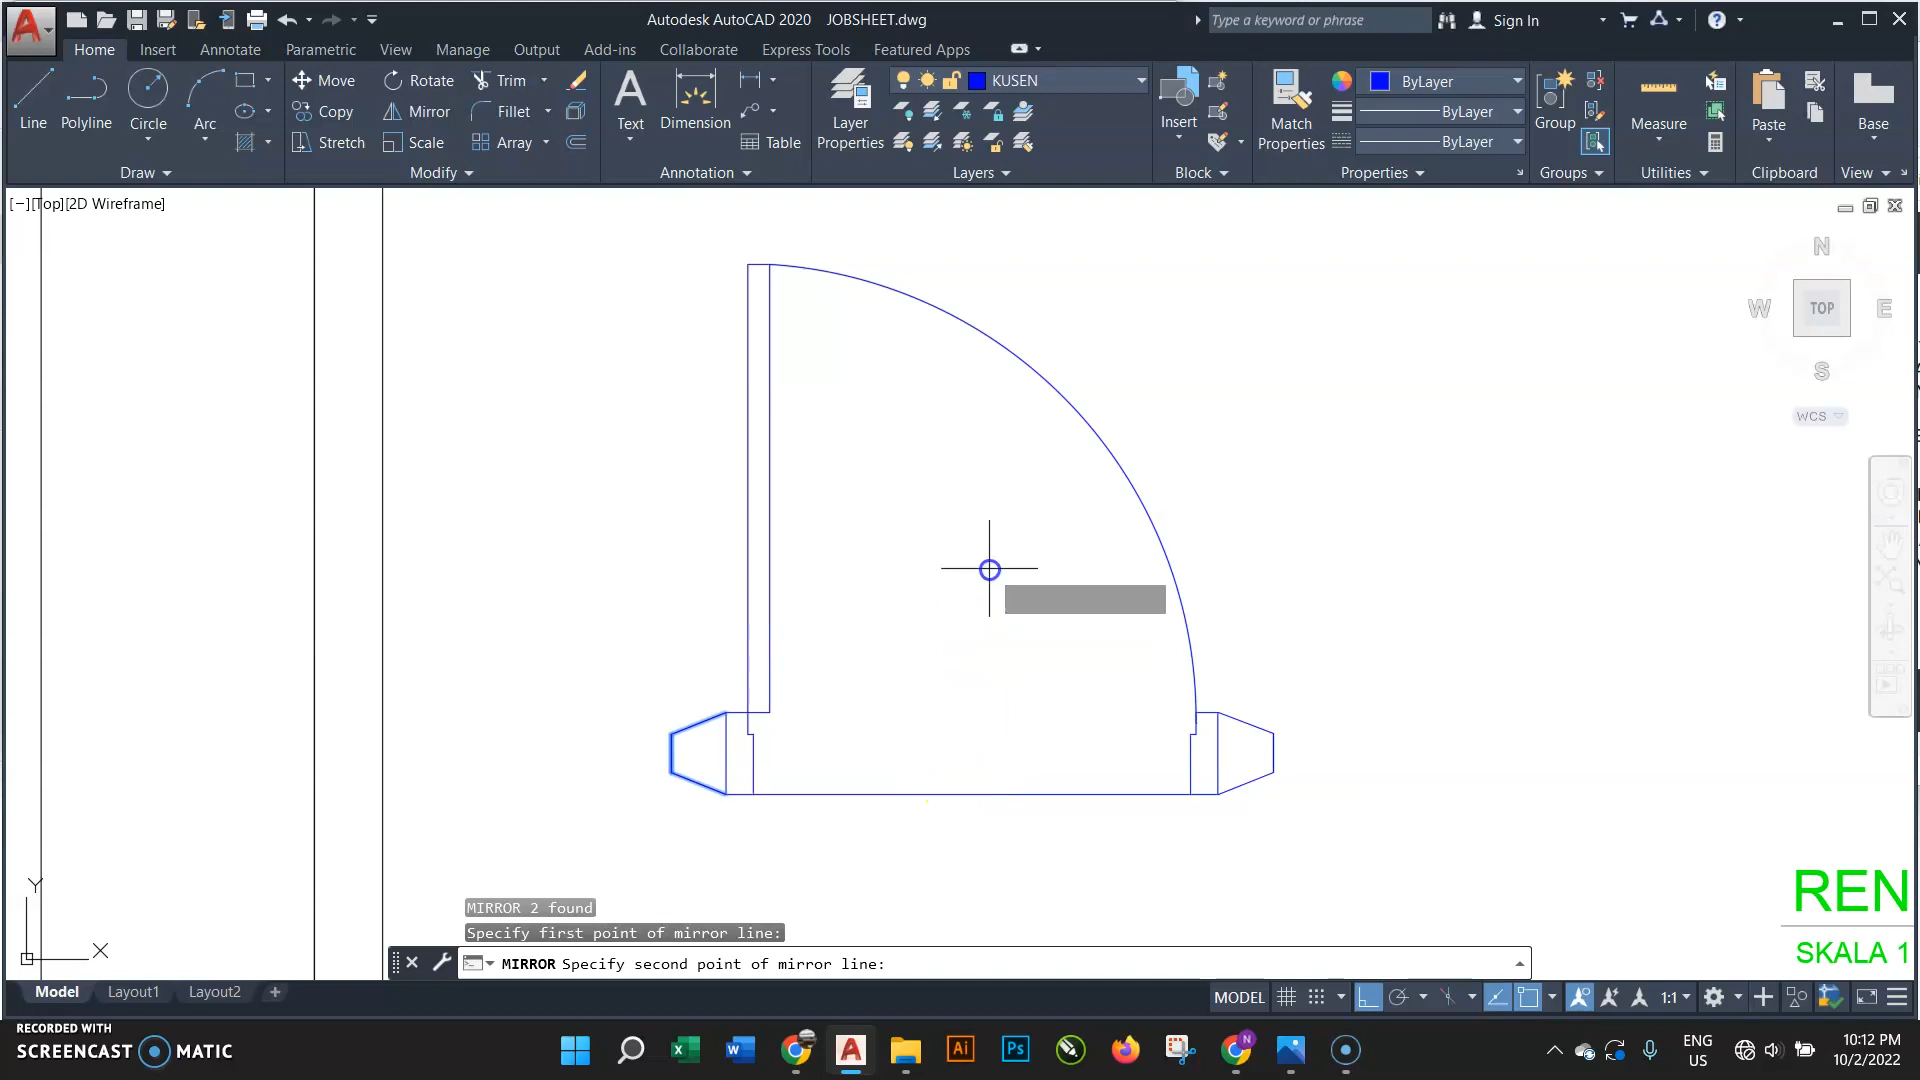 Autodesk AutoCAD 2020 JOBSHEET.dwg
Type a keyword or phrase
Sign In
Home Insert Annotate Parametric View Manage Output Add-ins Collaborate Express Tools Featured Apps
Line Polyline Circle Arc
Move Rotate Trim
Copy Mirror Fillet
Stretch Scale Array
Text Dimension Table
Layer Properties
KUSEN
Insert
Match Properties
ByLayer
ByLayer
ByLayer
Group
Measure
Paste
Base
Draw Modify Annotation Layers Block Properties Groups Utilities Clipboard View
[−][Top][2D Wireframe]
N
W TOP E
S
WCS
Y
X
REN
SKALA 1
MIRROR 2 found
Specify first point of mirror line:
MIRROR Specify second point of mirror line:
Model Layout1 Layout2 +
MODEL 1:1
RECORDED WITH
SCREENCAST MATIC
Ai Ps N
ENG
US
10:12 PM
10/2/2022